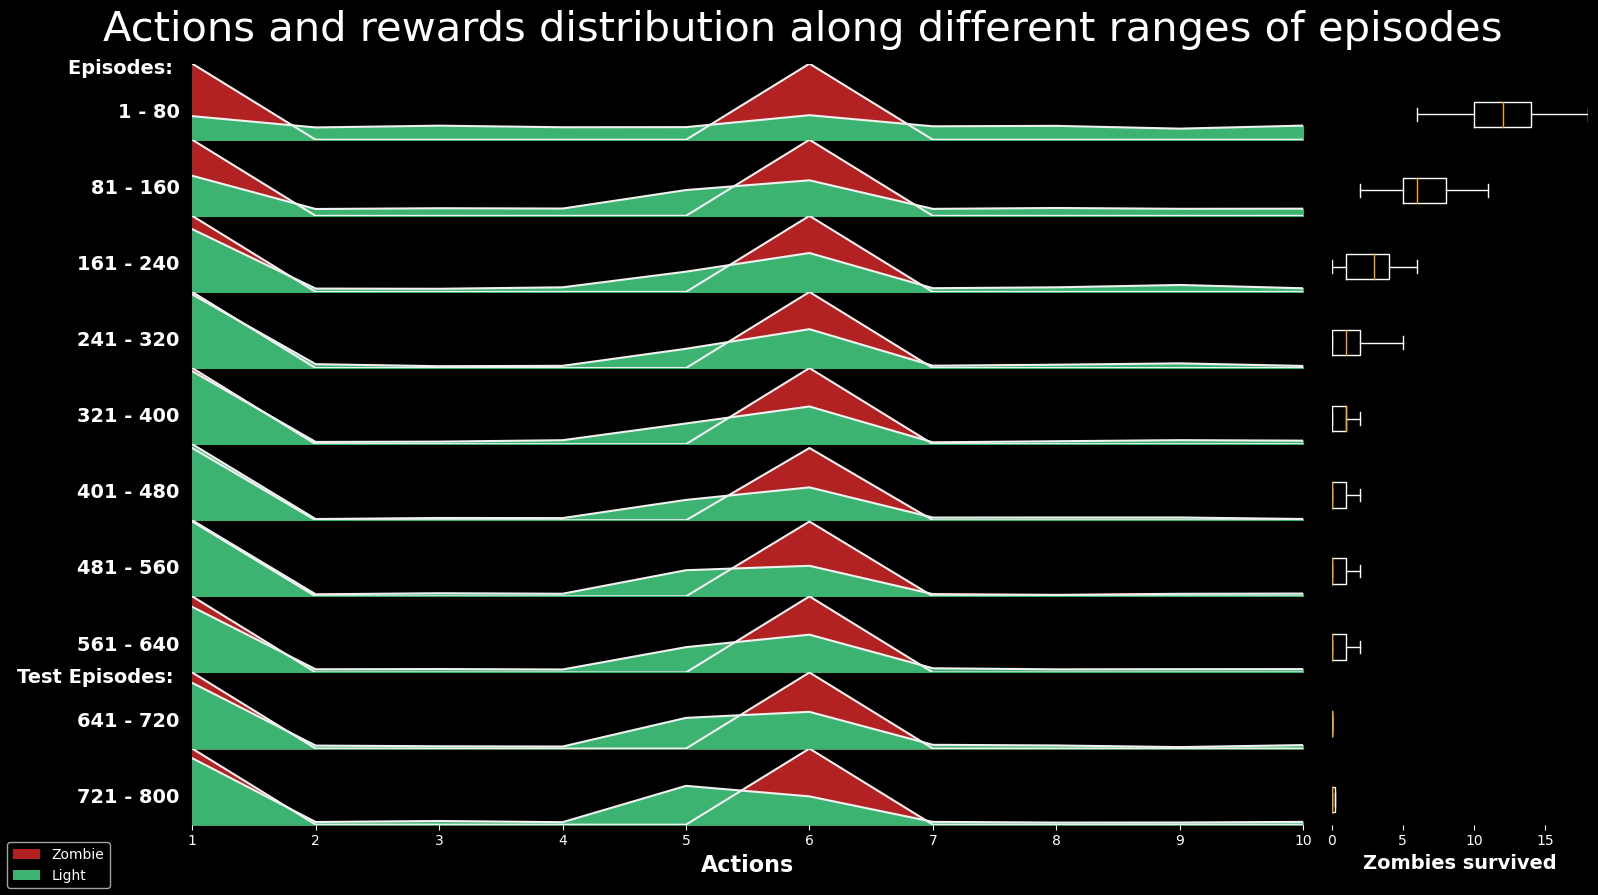 Actions and rewards distribution along different ranges of episodes
Episodes:
1 - 80
81 - 160
161 - 240
241 - 320
321 - 400
401 - 480
481 - 560
561 - 640
Test Episodes:
641 - 720
721 - 800
1 2 3 4 5 6 7 8 9 10
0 5 10 15
Actions
Zombies survived
Zombie
Light